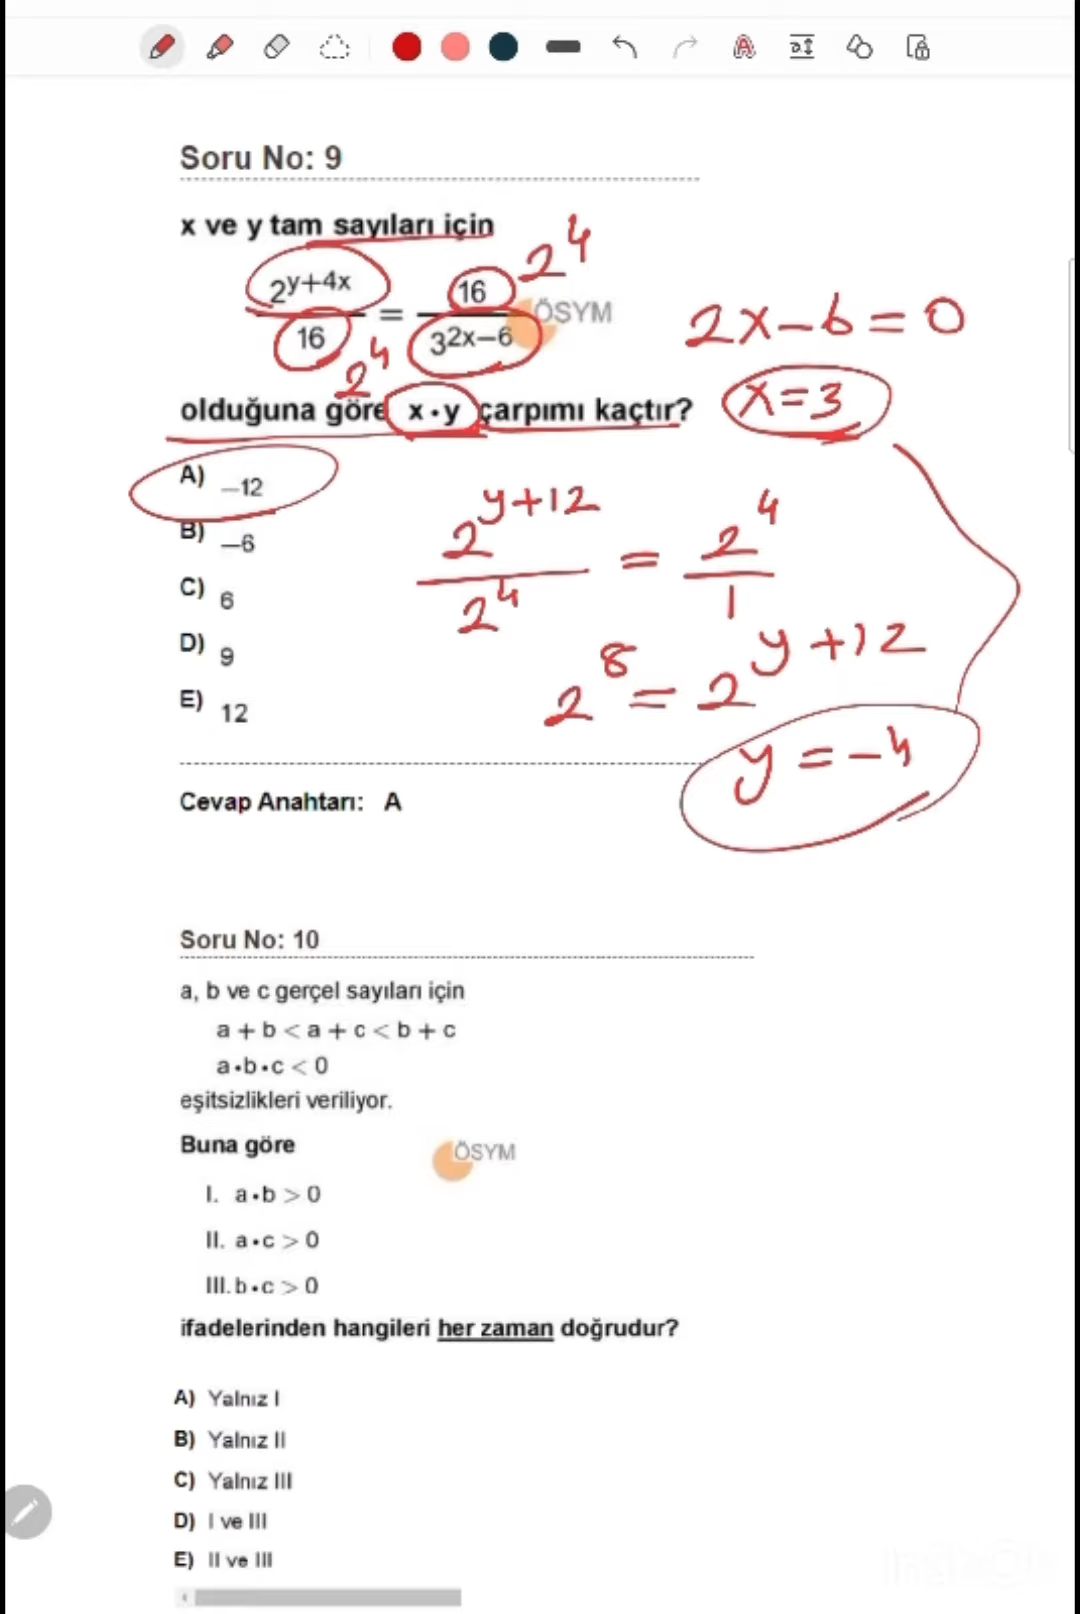 Soru No: 9
x ve y tam sayıları için
2^(y+4x) / 16 = 16 / 3^(2x−6)
2^4
2^4
ÖSYM
2x−6=0
olduğuna göre x·y çarpımı kaçtır?
x=3
A) −12
B) −6
C) 6
D) 9
E) 12
2^(y+12) / 2^4 = 2^4 / 1
2^8 = 2^(y+12)
y = −4
Cevap Anahtarı: A
Soru No: 10
a, b ve c gerçel sayıları için
a + b < a + c < b + c
a·b·c < 0
eşitsizlikleri veriliyor.
Buna göre
ÖSYM
I. a·b > 0
II. a·c > 0
III. b·c > 0
ifadelerinden hangileri her zaman doğrudur?
A) Yalnız I
B) Yalnız II
C) Yalnız III
D) I ve III
E) II ve III